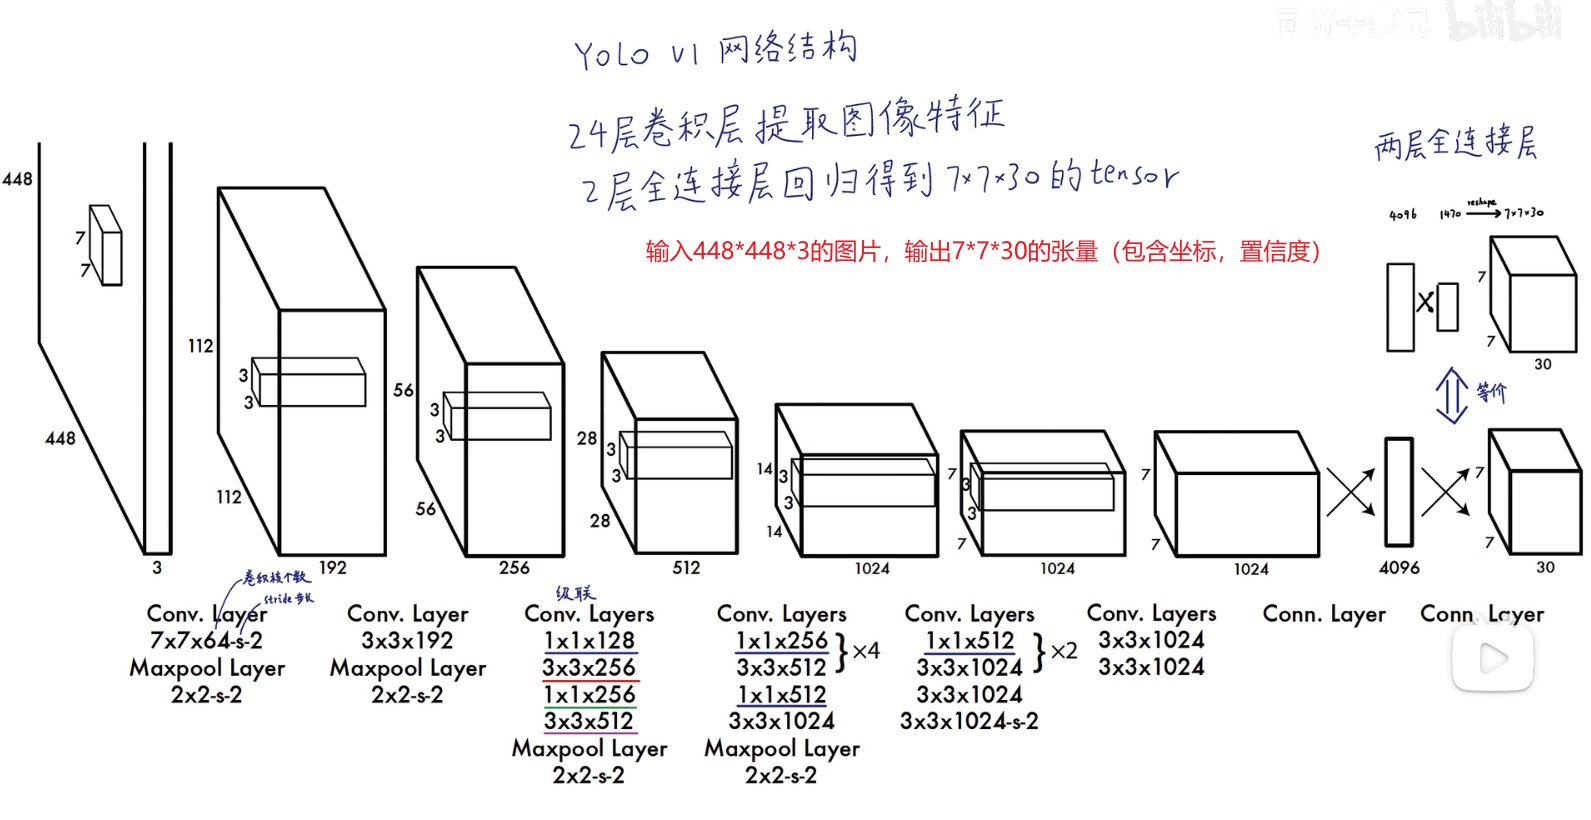 bilibili
YOLO V1 网络结构
24层卷积层提取图像特征
2层全连接层回归得到7×7×30的tensor
输入448*448*3的图片，输出7*7*30的张量（包含坐标，置信度）
两层全连接层
4096 1470 reshape 7×7×30
448
7
7
448
3
112
3
3
112
192
56
3
3
56
256
28
3
3
28
512
14
3
3
14
1024
7
3
3
7
1024
7
7
1024
4096
7
7
30
等价
7
7
30
卷积核个数
stride 步长
Conv. Layer
7x7x64-s-2
Maxpool Layer
2x2-s-2
Conv. Layer
3x3x192
Maxpool Layer
2x2-s-2
级联
Conv. Layers
1x1x128
3x3x256
1x1x256
3x3x512
Maxpool Layer
2x2-s-2
Conv. Layers
1x1x256
3x3x512
}×4
1x1x512
3x3x1024
Maxpool Layer
2x2-s-2
Conv. Layers
1x1x512
3x3x1024
}×2
3x3x1024
3x3x1024-s-2
Conv. Layers
3x3x1024
3x3x1024
Conn. Layer
Conn. Layer